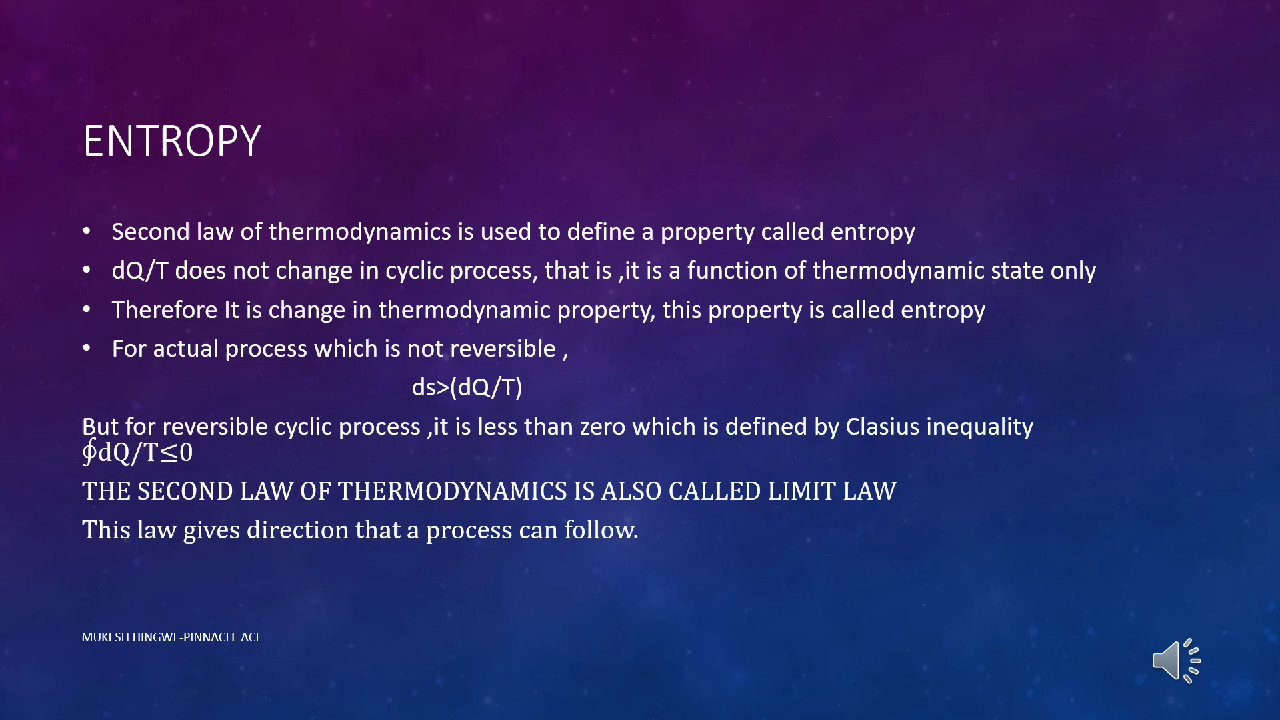 ENTROPY
• Second law of thermodynamics is used to define a property called entropy
• dQ/T does not change in cyclic process, that is ,it is a function of thermodynamic state only
• Therefore It is change in thermodynamic property, this property is called entropy
• For actual process which is not reversible ,
ds>(dQ/T)
But for reversible cyclic process ,it is less than zero which is defined by Clasius inequality
∮dQ/T≤0
THE SECOND LAW OF THERMODYNAMICS IS ALSO CALLED LIMIT LAW
This law gives direction that a process can follow.
MUKESH HINGWE-PINNACLE ACE